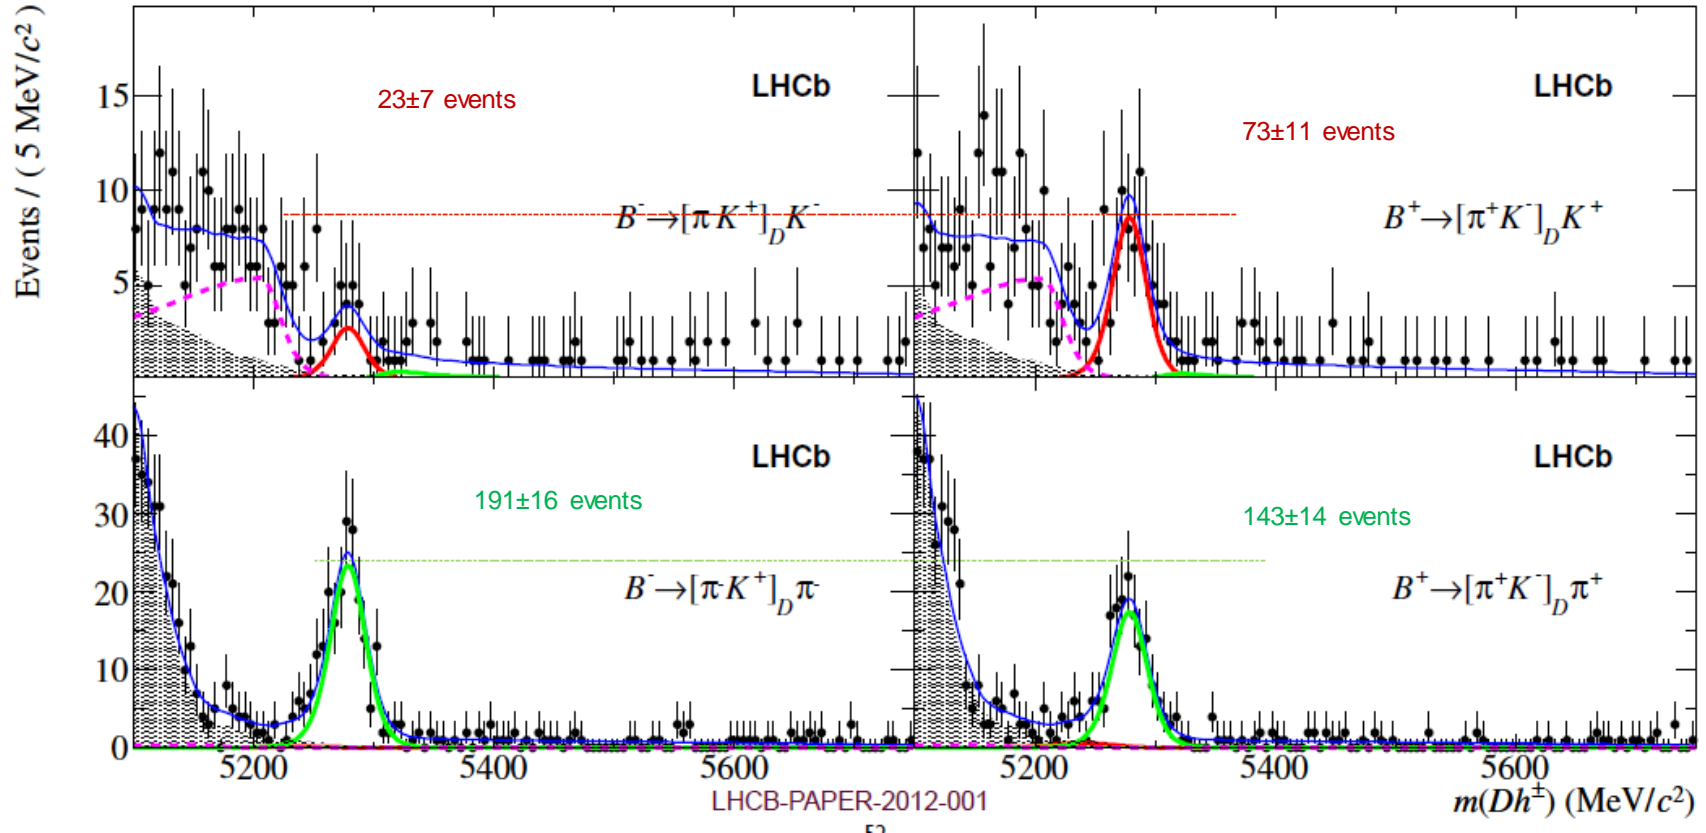 Events / ( 5 MeV/c²)
15
10
5
LHCb
23±7 events
B⁻→[π⁻K⁺]_D K⁻
LHCb
73±11 events
B⁺→[π⁺K⁻]_D K⁺
40
30
20
10
0
LHCb
191±16 events
B⁻→[π⁻K⁺]_D π⁻
LHCb
143±14 events
B⁺→[π⁺K⁻]_D π⁺
5200 5400 5600 5200 5400 5600
LHCB-PAPER-2012-001
m(Dh±) (MeV/c²)